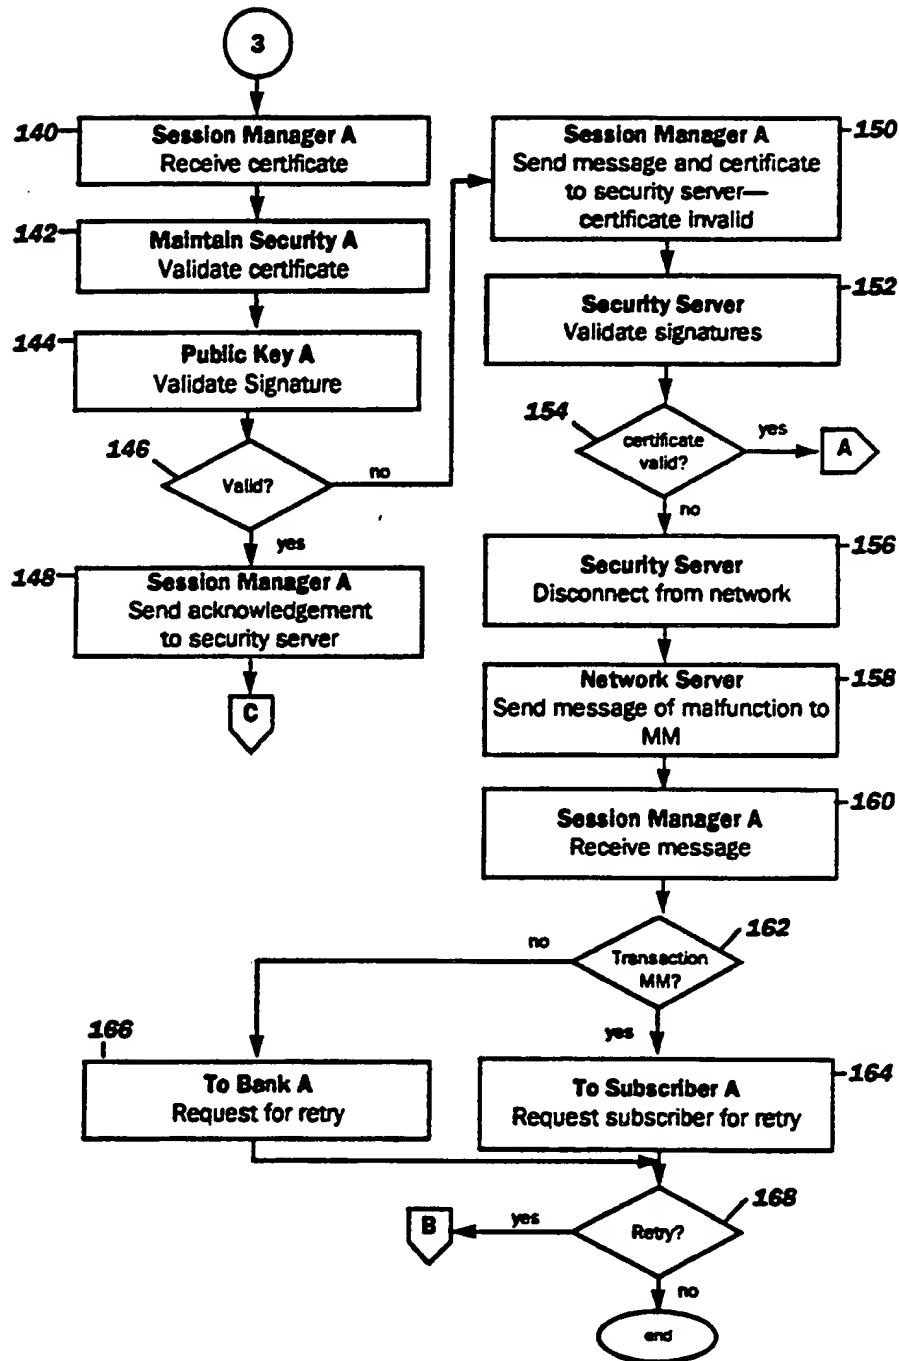 3
140
Session Manager A
Receive certificate
142
Maintain Security A
Validate certificate
144
Public Key A
Validate Signature
146
Valid?
no
yes
148
Session Manager A
Send acknowledgement
to security server
C
150
Session Manager A
Send message and certificate
to security server—
certificate invalid
152
Security Server
Validate signatures
154
certificate
valid?
yes
A
no
156
Security Server
Disconnect from network
158
Network Server
Send message of malfunction to
MM
160
Session Manager A
Receive message
162
Transaction
MM?
no
yes
166
To Bank A
Request for retry
164
To Subscriber A
Request subscriber for retry
168
Retry?
yes
B
no
end